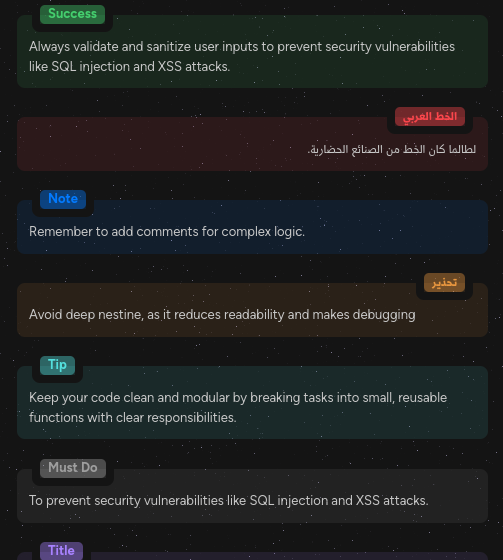 Success
Always validate and sanitize user inputs to prevent security vulnerabilities
like SQL injection and XSS attacks.
الخط العربي
لطالما كان الخط من الصنائع الحضارية.
Note
Remember to add comments for complex logic.
تحذير
Avoid deep nestine, as it reduces readability and makes debugging
Tip
Keep your code clean and modular by breaking tasks into small, reusable
functions with clear responsibilities.
Must Do
To prevent security vulnerabilities like SQL injection and XSS attacks.
Title